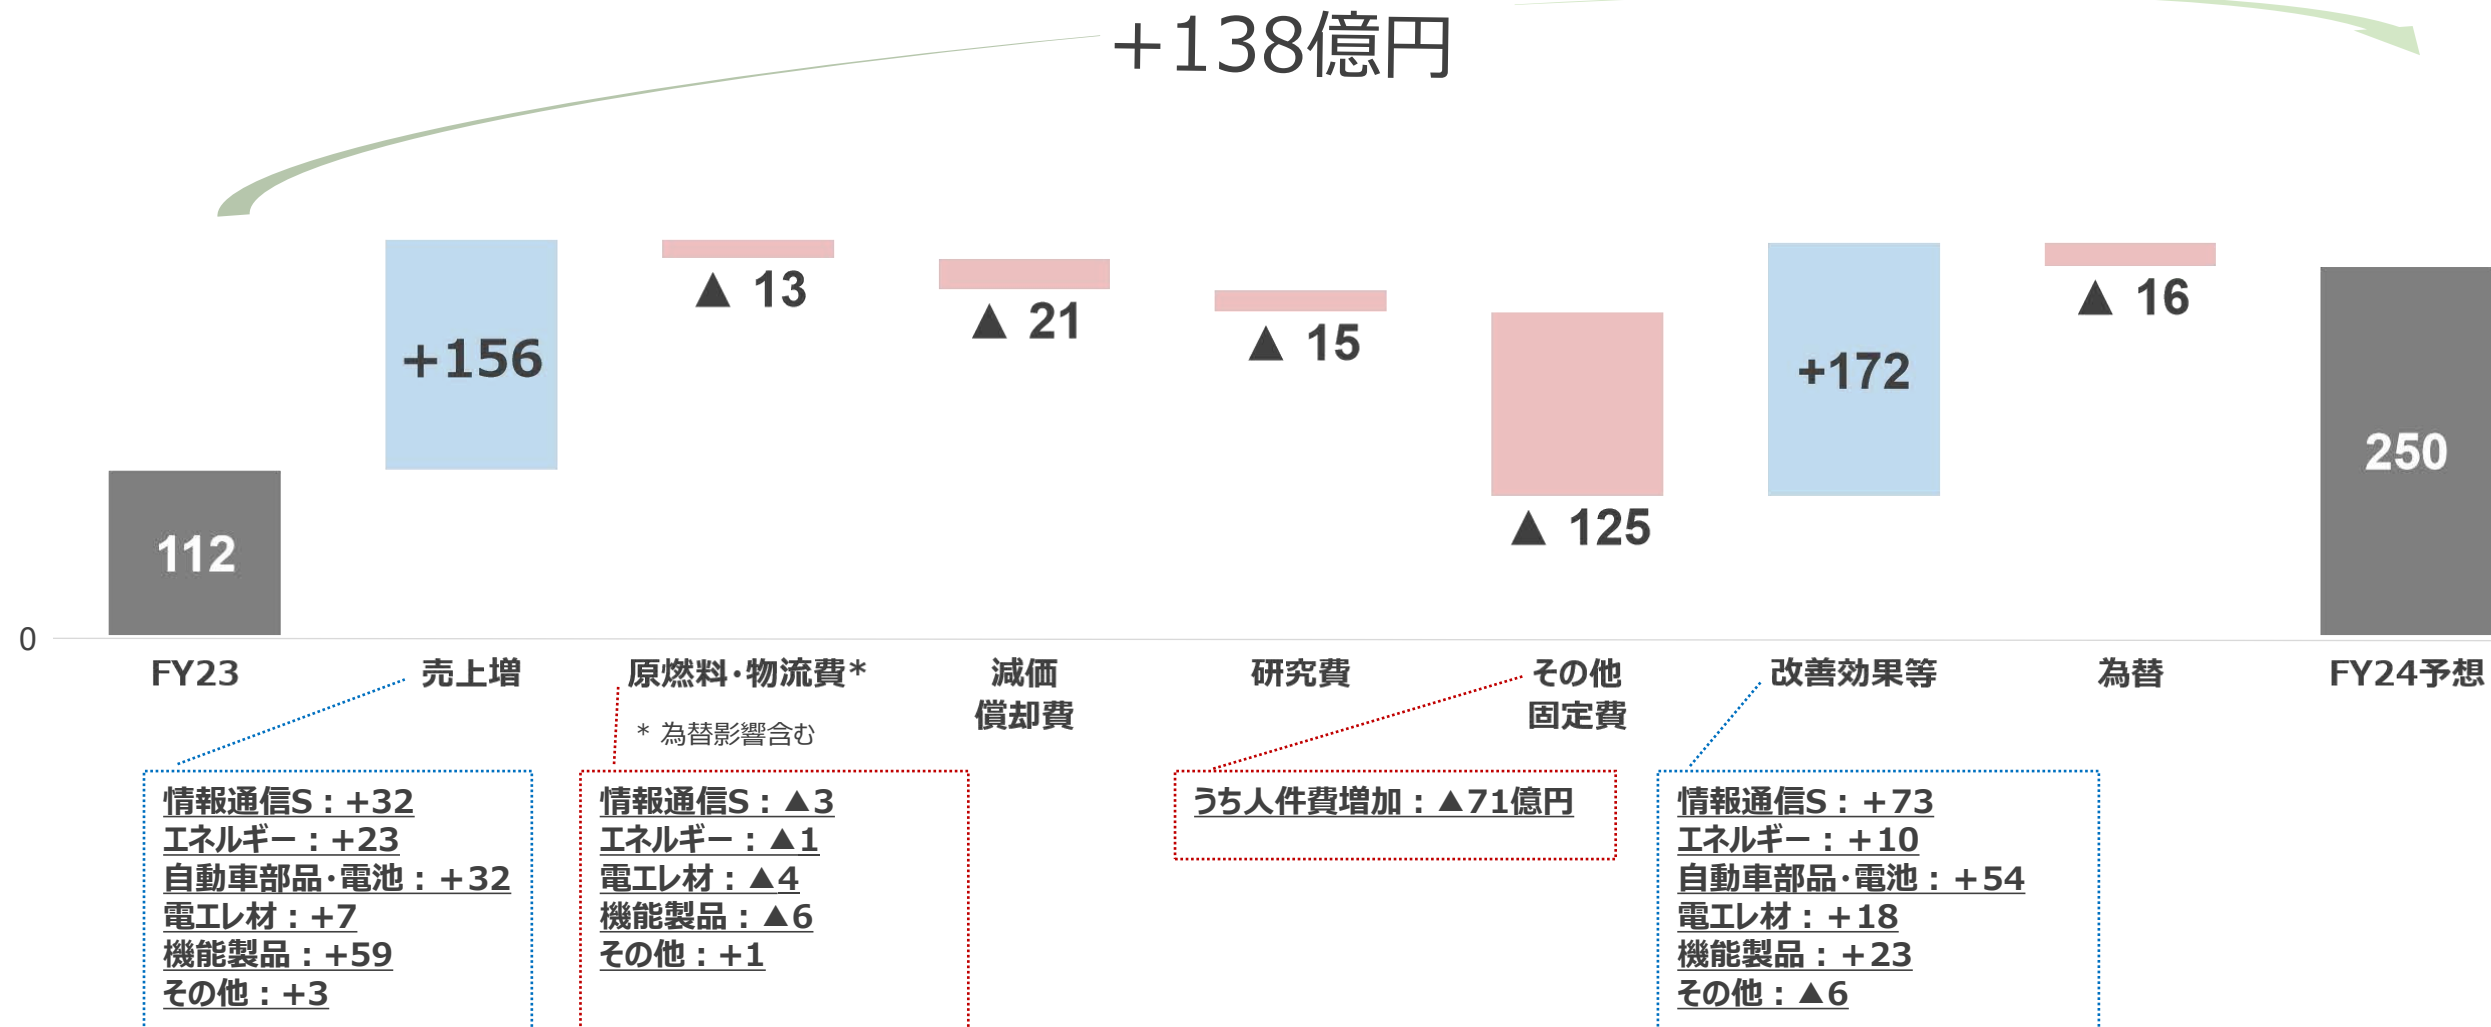 +138億円
+156
▲ 13
▲ 21
▲ 15
▲ 125
+172
▲ 16
250
112
0
FY23
売上増
原燃料・物流費*
* 為替影響含む
減価
償却費
研究費
その他
固定費
改善効果等
為替
FY24予想
情報通信S：+32
エネルギー：+23
自動車部品・電池：+32
電エレ材：+7
機能製品：+59
その他：+3
情報通信S：▲3
エネルギー：▲1
電エレ材：▲4
機能製品：▲6
その他：+1
うち人件費増加：▲71億円
情報通信S：+73
エネルギー：+10
自動車部品・電池：+54
電エレ材：+18
機能製品：+23
その他：▲6